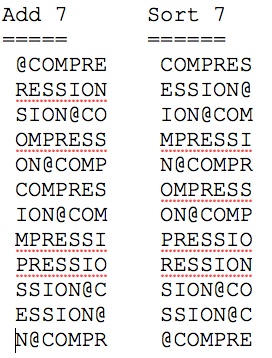 Add 7 Sort 7
===== ======
@COMPRE COMPRES
RESSION ESSION@
SION@CO ION@COM
OMPRESS MPRESSI
ON@COMP N@COMPR
COMPRES OMPRESS
ION@COM ON@COMP
MPRESSI PRESSIO
PRESSIO RESSION
SSION@C SION@CO
ESSION@ SSION@C
N@COMPR @COMPRE